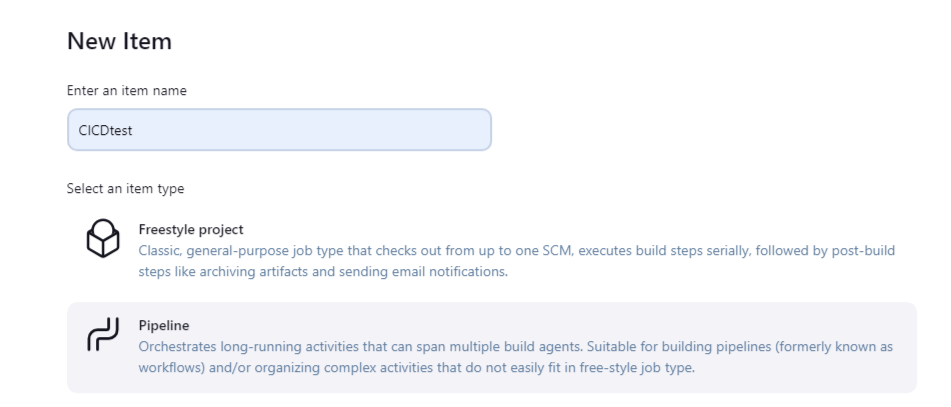 New Item
Enter an item name
CICDtest
Select an item type
Freestyle project
Classic, general-purpose job type that checks out from up to one SCM, executes build steps serially, followed by post-build
steps like archiving artifacts and sending email notifications.
Pipeline
Orchestrates long-running activities that can span multiple build agents. Suitable for building pipelines (formerly known as
workflows) and/or organizing complex activities that do not easily fit in free-style job type.